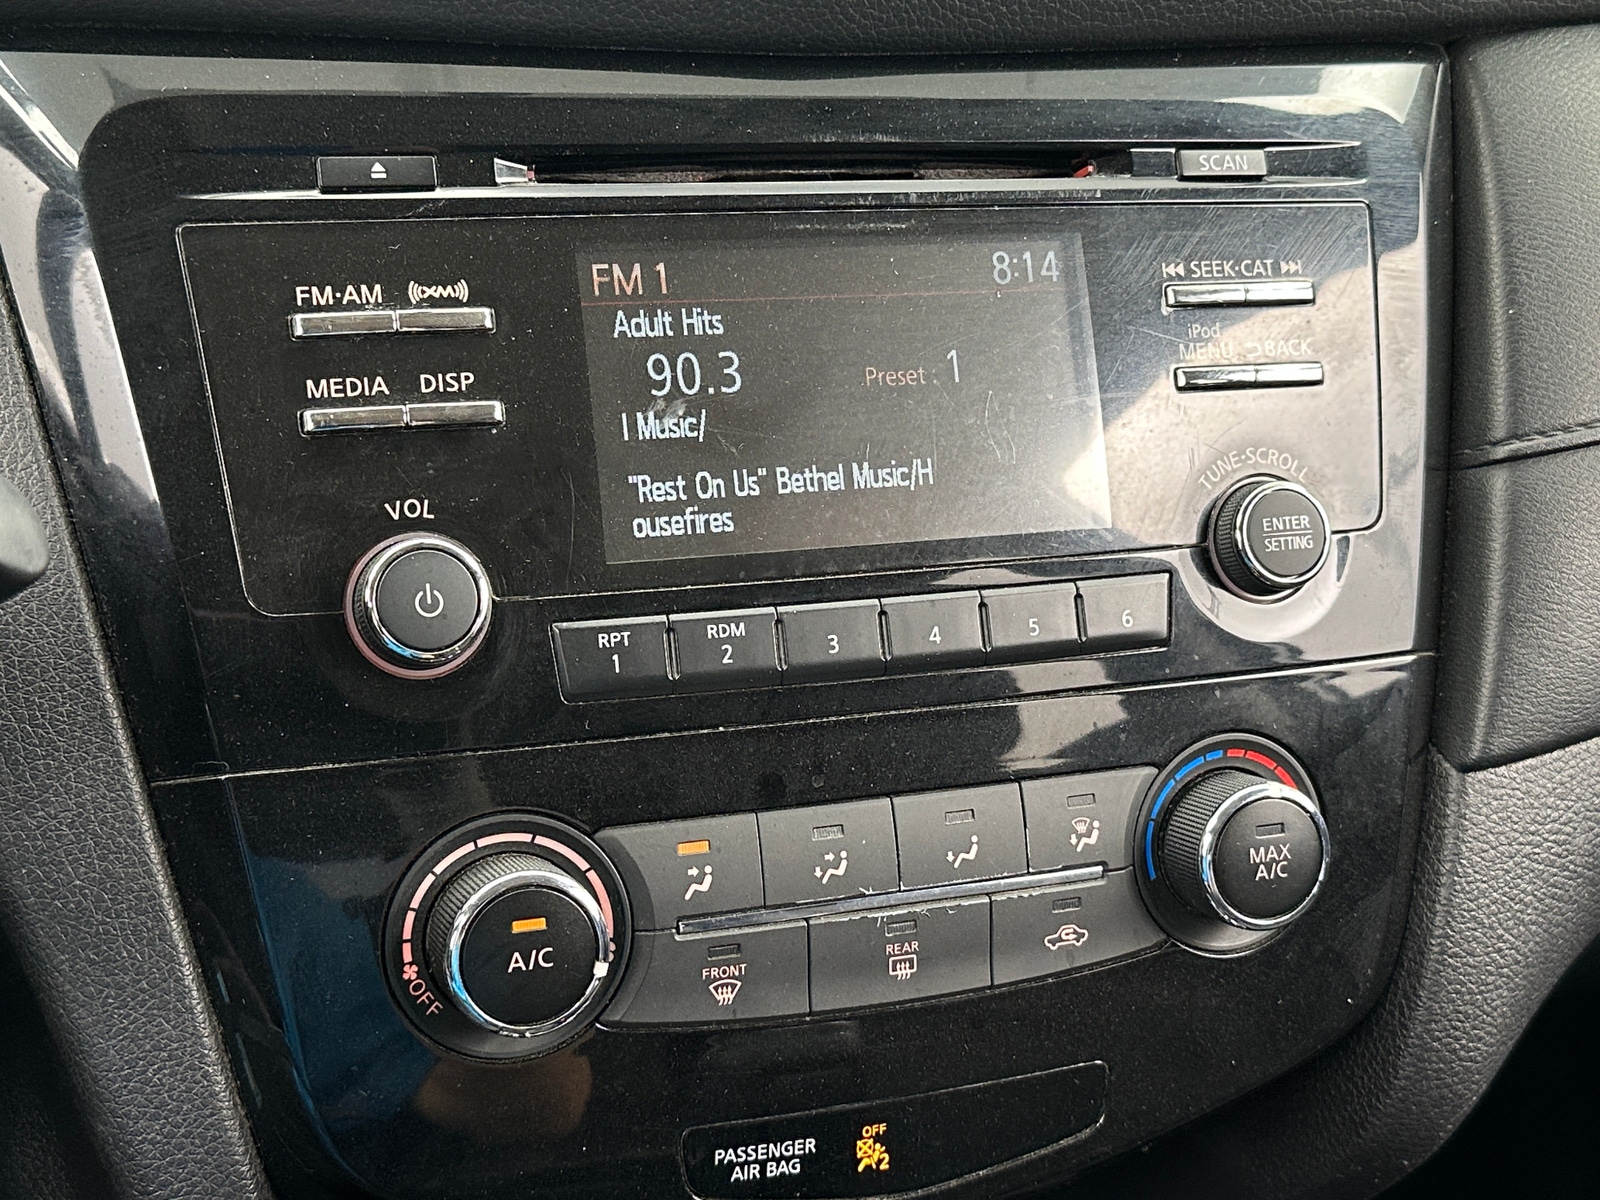 SCAN
FM·AM
XM
MEDIA
DISP
VOL
FM 1
8:14
Adult Hits
90.3
Preset : 1
l Music/
"Rest On Us" Bethel Music/H
ousefires
SEEK·CAT
iPod
MENU
BACK
TUNE·SCROLL
ENTER
SETTING
RPT
1
RDM
2
3
4
5
6
A/C
OFF
FRONT
REAR
MAX
A/C
PASSENGER
AIR BAG
OFF
2